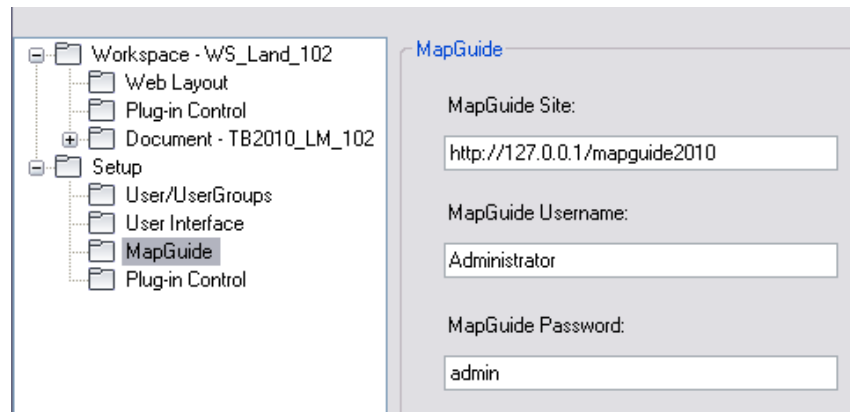 Workspace - WS_Land_102
Web Layout
Plug-in Control
Document - TB2010_LM_102
Setup
User/UserGroups
User Interface
MapGuide
Plug-in Control
MapGuide
MapGuide Site:
http://127.0.0.1/mapguide2010
MapGuide Username:
Administrator
MapGuide Password:
admin